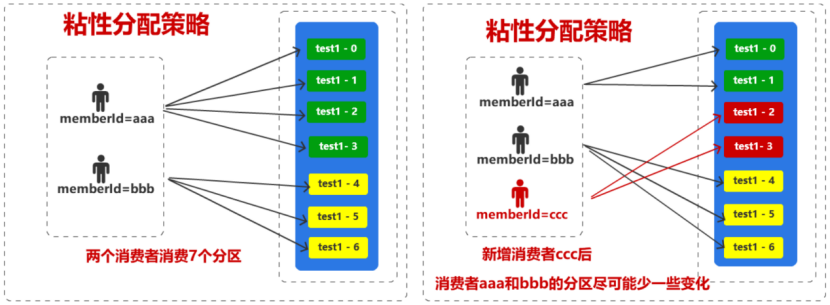 粘性分配策略
memberId=aaa
memberId=bbb
test1 - 0
test1 - 1
test1 - 2
test1- 3
test1 - 4
test1 - 5
test1 - 6
两个消费者消费7个分区
粘性分配策略
memberId=aaa
memberId=bbb
memberId=ccc
test1 - 0
test1 - 1
test1 - 2
test1- 3
test1 - 4
test1 - 5
test1 - 6
新增消费者ccc后
消费者aaa和bbb的分区尽可能少一些变化